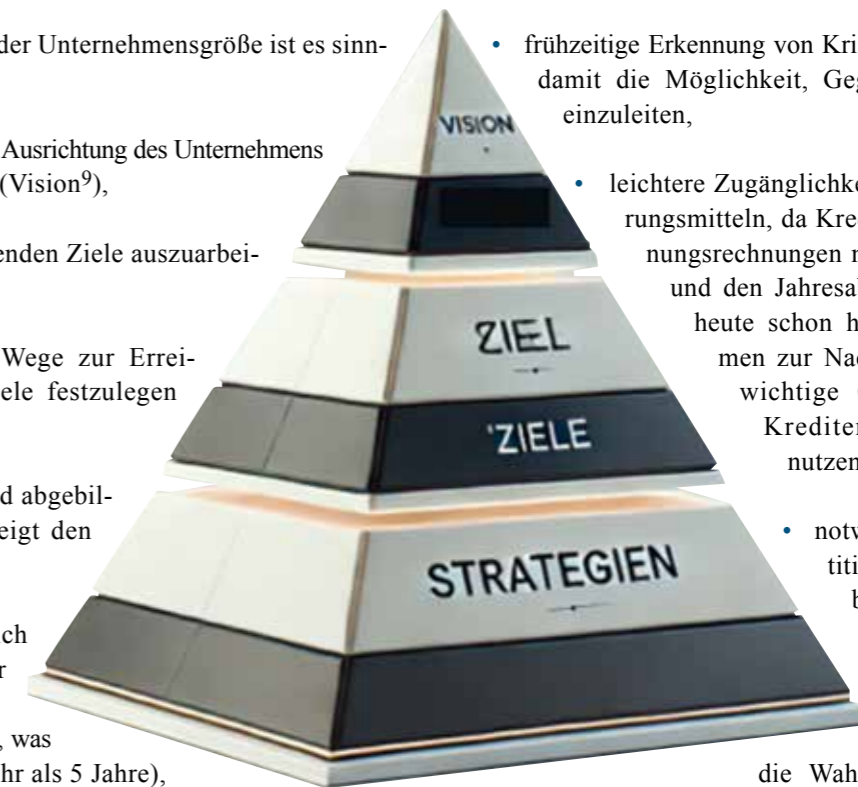 der Unternehmensgröße ist es sinn-
Ausrichtung des Unternehmens
(Vision⁹),
enden Ziele auszuarbei-
Wege zur Errei-
ele festzulegen
d abgebil-
eigt den
ich
r
, was
hr als 5 Jahre),
VISION
ZIEL
'ZIELE
STRATEGIEN
• frühzeitige Erkennung von Kri
damit die Möglichkeit, Geg
einzuleiten,
• leichtere Zugänglichke
rungsmitteln, da Kre
nungsrechnungen n
und den Jahresa
heute schon h
men zur Na
wichtige
Krediten
nutzen
• notw
titi
b
die Wah